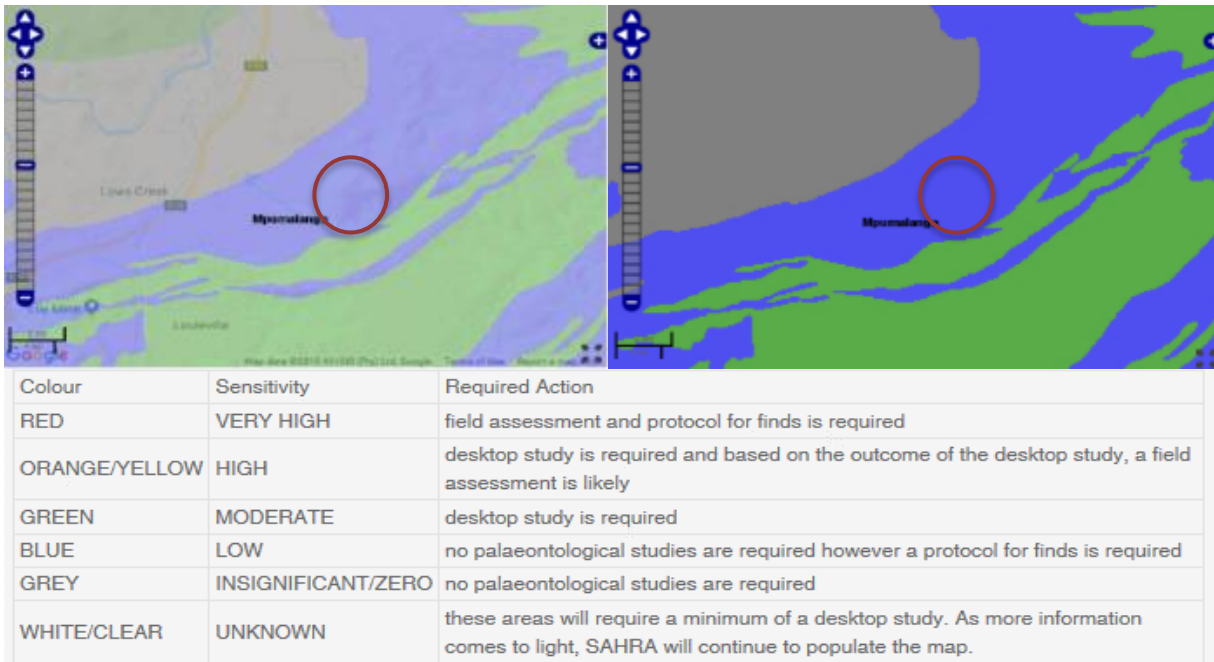 Lows Creek
Mpumalanga
Mpumalanga
Louieville
Google
Colour Sensitivity Required Action
RED VERY HIGH field assessment and protocol for finds is required
ORANGE/YELLOW HIGH desktop study is required and based on the outcome of the desktop study, a field
assessment is likely
GREEN MODERATE desktop study is required
BLUE LOW no palaeontological studies are required however a protocol for finds is required
GREY INSIGNIFICANT/ZERO no palaeontological studies are required
WHITE/CLEAR UNKNOWN these areas will require a minimum of a desktop study. As more information
comes to light, SAHRA will continue to populate the map.